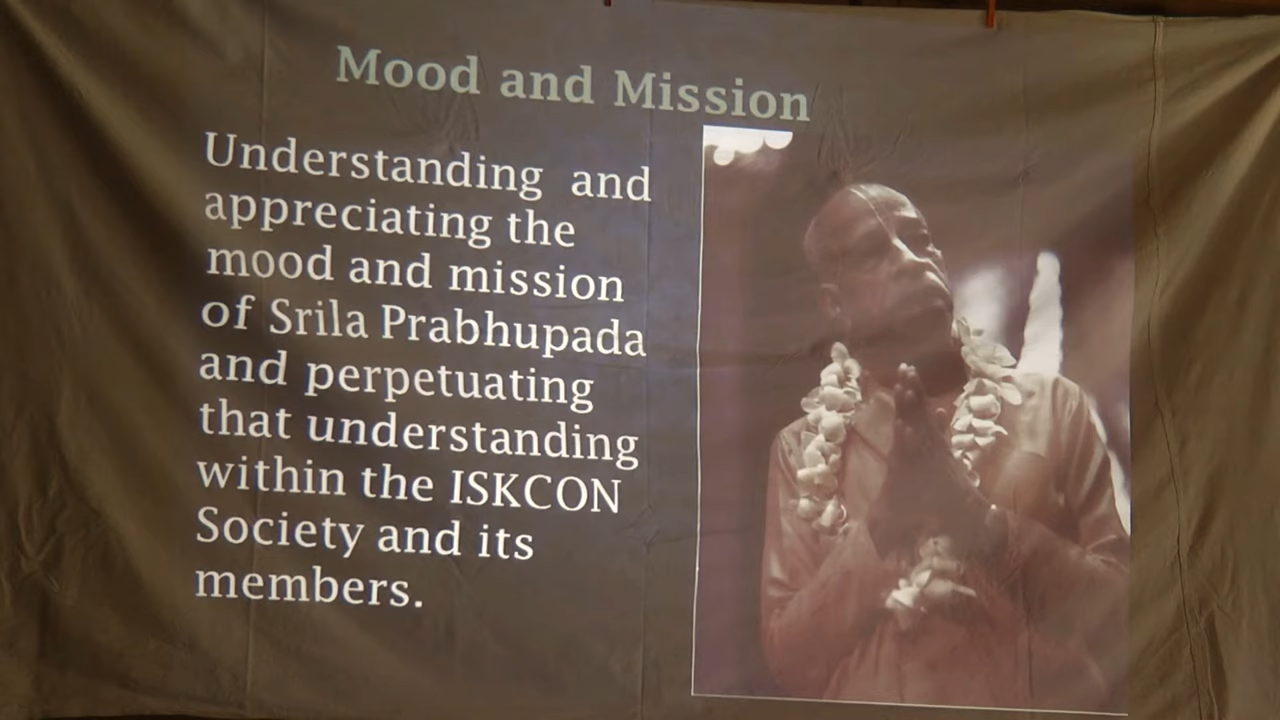 Mood and Mission
Understanding and
appreciating the
mood and mission
of Srila Prabhupada
and perpetuating
that understanding
within the ISKCON
Society and its
members.